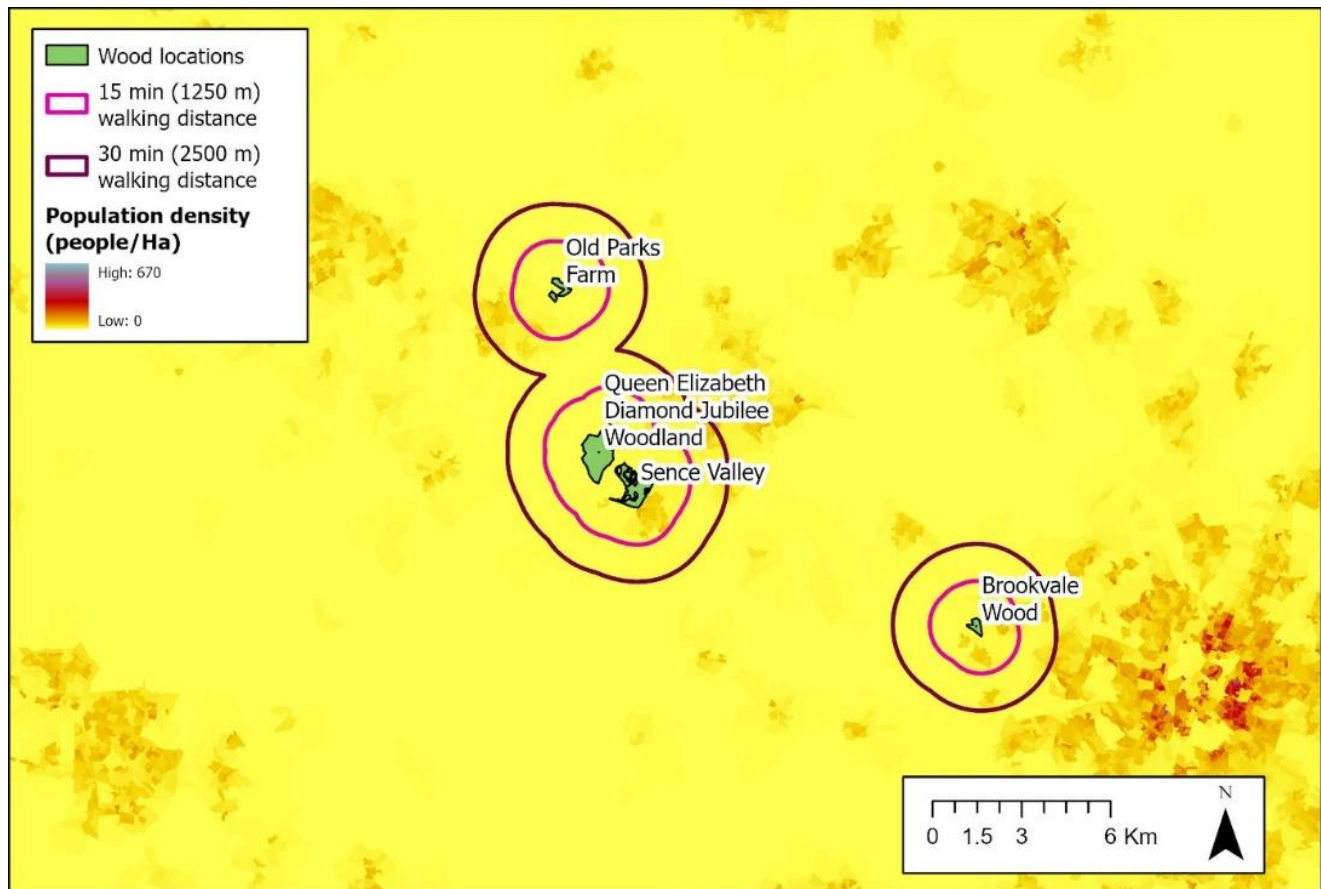 Wood locations
15 min (1250 m)
walking distance
30 min (2500 m)
walking distance
Population density
(people/Ha)
High: 670
Low: 0
Old Parks
Farm
Queen Elizabeth
Diamond Jubilee
Woodland
Sence Valley
Brookvale
Wood
N
0 1.5 3 6 Km